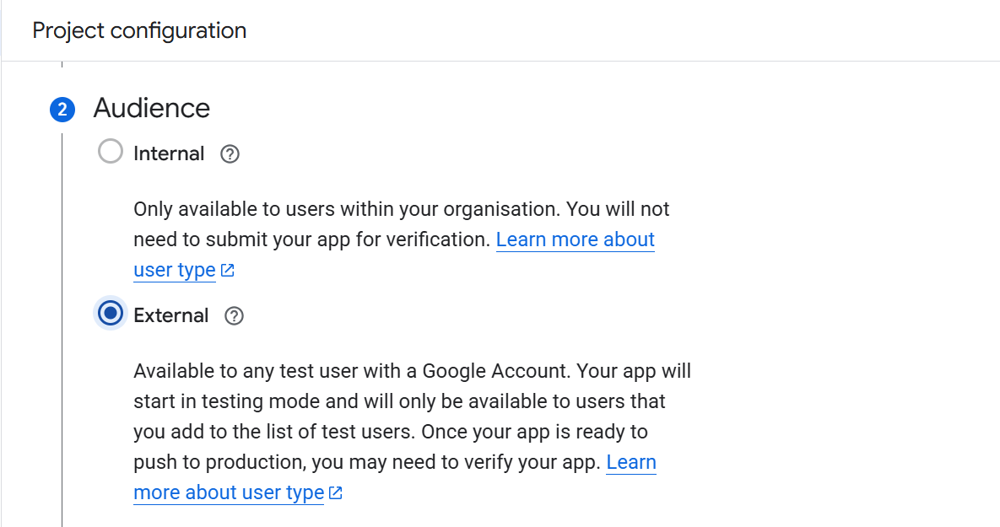 Project configuration
2
Audience
Internal
Only available to users within your organisation. You will not
need to submit your app for verification. Learn more about
user type
External
Available to any test user with a Google Account. Your app will
start in testing mode and will only be available to users that
you add to the list of test users. Once your app is ready to
push to production, you may need to verify your app. Learn
more about user type